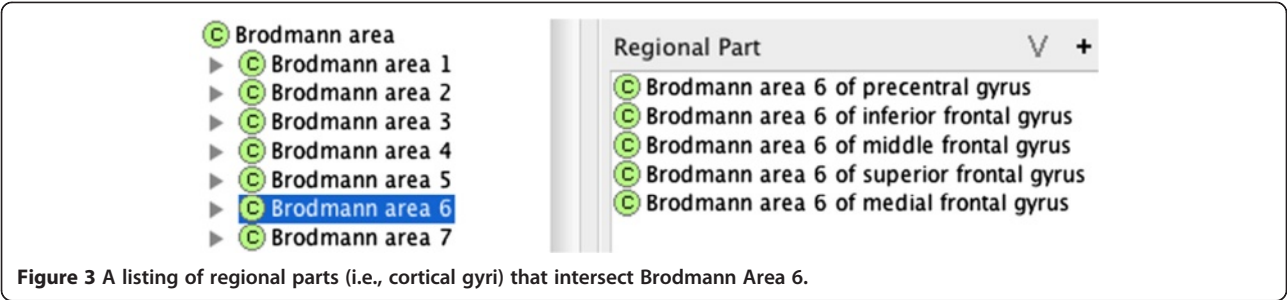 Brodmann area
Brodmann area 1
Brodmann area 2
Brodmann area 3
Brodmann area 4
Brodmann area 5
Brodmann area 6
Brodmann area 7
Regional Part V +
C Brodmann area 6 of precentral gyrus
C Brodmann area 6 of inferior frontal gyrus
C Brodmann area 6 of middle frontal gyrus
C Brodmann area 6 of superior frontal gyrus
C Brodmann area 6 of medial frontal gyrus
Figure 3 A listing of regional parts (i.e., cortical gyri) that intersect Brodmann Area 6.